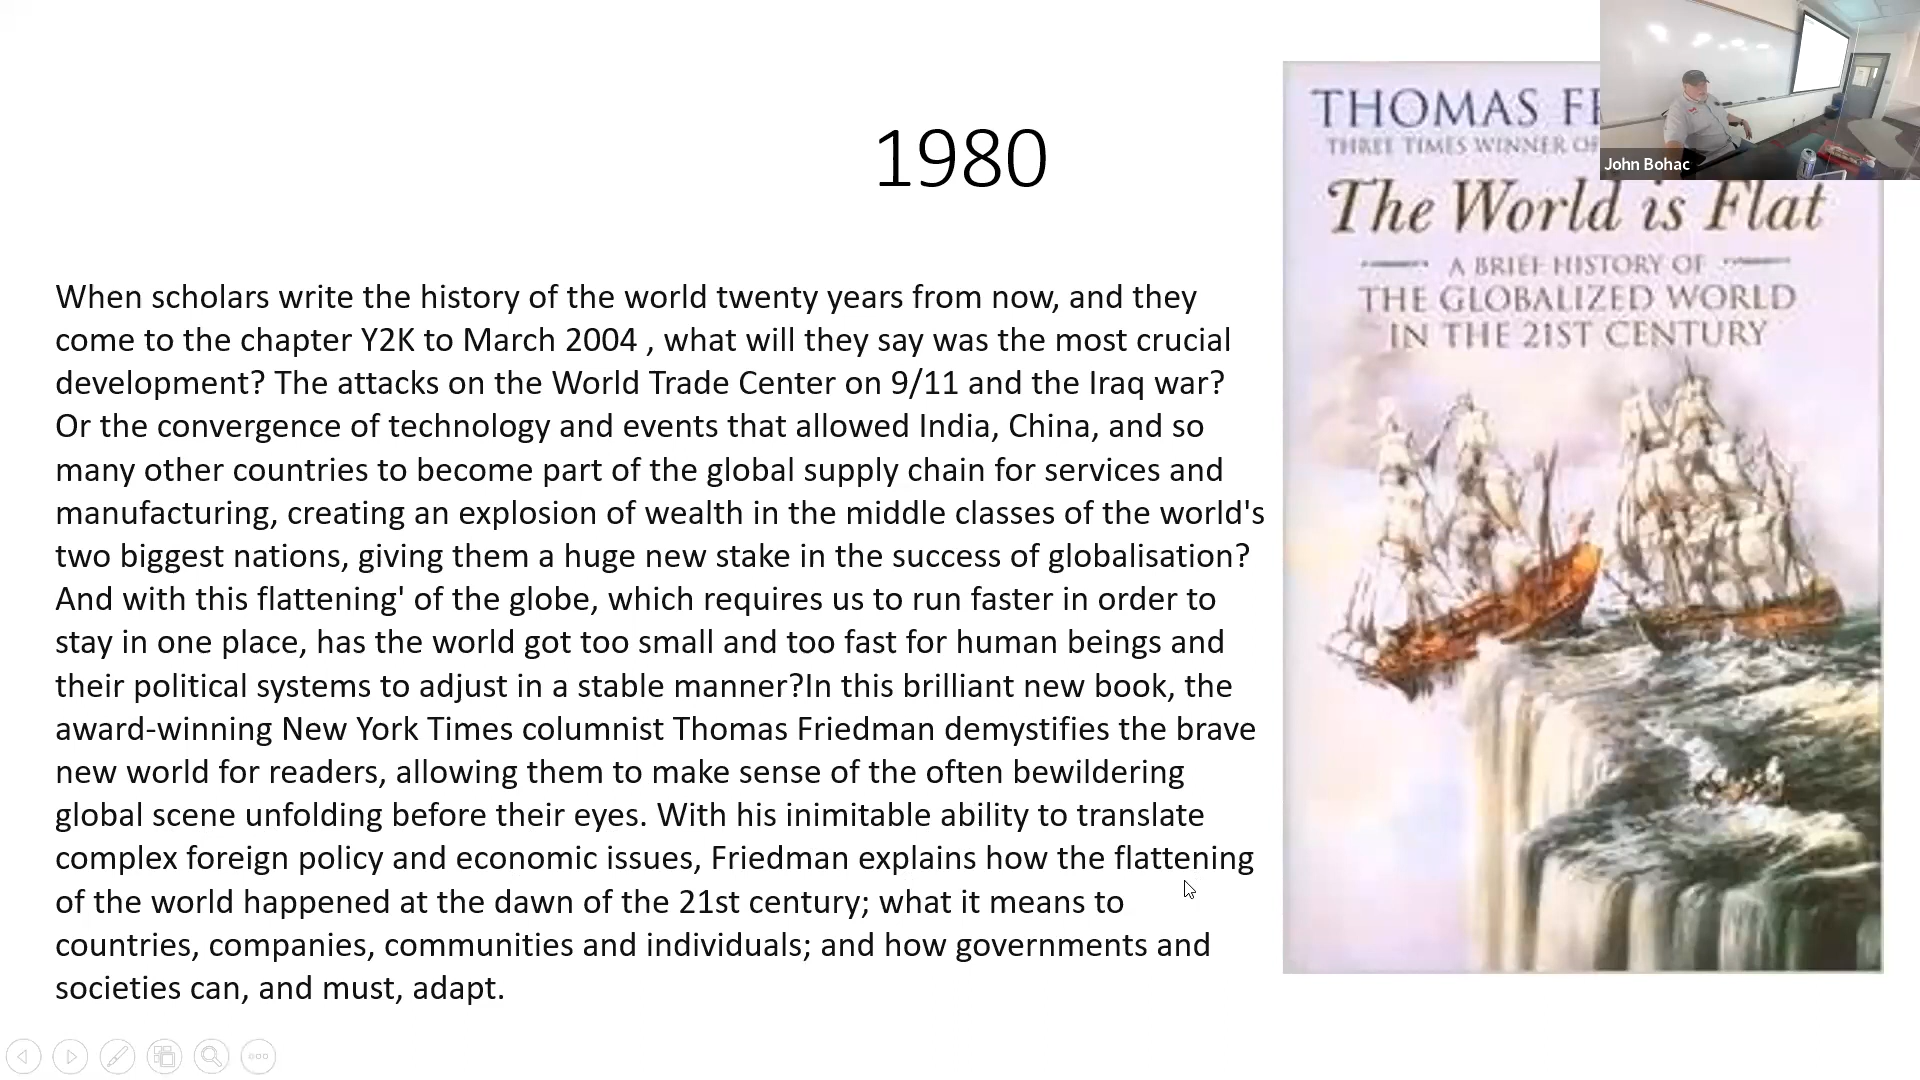 1980
When scholars write the history of the world twenty years from now, and they
come to the chapter Y2K to March 2004 , what will they say was the most crucial
development? The attacks on the World Trade Center on 9/11 and the Iraq war?
Or the convergence of technology and events that allowed India, China, and so
many other countries to become part of the global supply chain for services and
manufacturing, creating an explosion of wealth in the middle classes of the world's
two biggest nations, giving them a huge new stake in the success of globalisation?
And with this flattening' of the globe, which requires us to run faster in order to
stay in one place, has the world got too small and too fast for human beings and
their political systems to adjust in a stable manner?In this brilliant new book, the
award-winning New York Times columnist Thomas Friedman demystifies the brave
new world for readers, allowing them to make sense of the often bewildering
global scene unfolding before their eyes. With his inimitable ability to translate
complex foreign policy and economic issues, Friedman explains how the flattening
of the world happened at the dawn of the 21st century; what it means to
countries, companies, communities and individuals; and how governments and
societies can, and must, adapt.
THOMAS FR
THREE TIMES WINNER OF
The World is Flat
A BRIEF HISTORY OF
THE GLOBALIZED WORLD
IN THE 21ST CENTURY
John Bohac